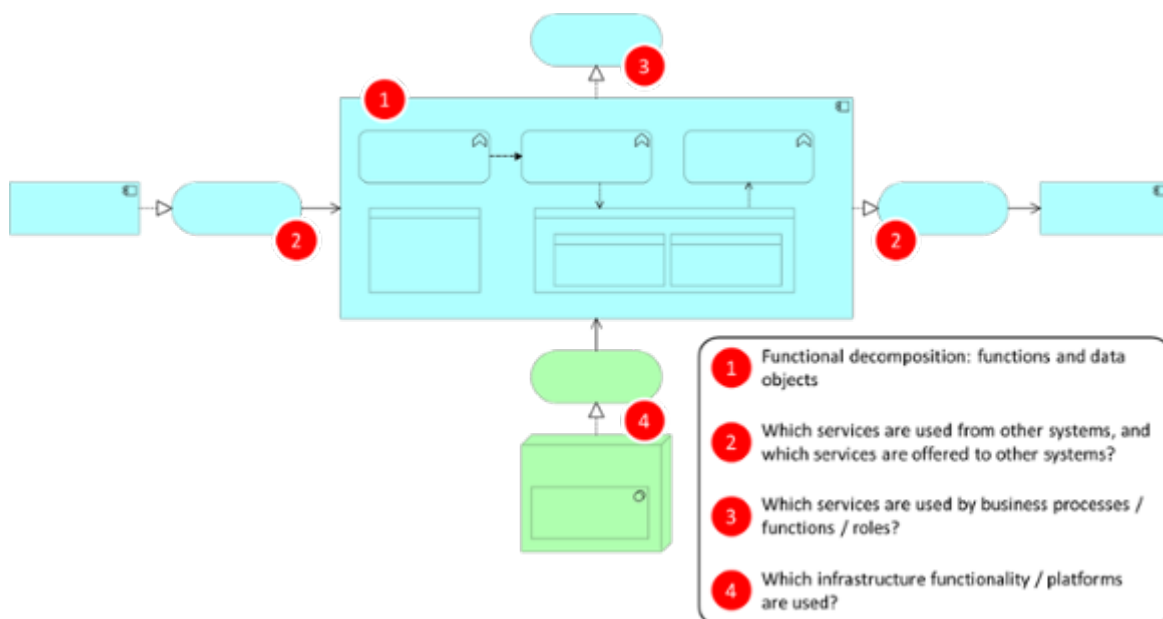 3
1
2
2
4
1 Functional decomposition: functions and data
objects
2 Which services are used from other systems, and
which services are offered to other systems?
3 Which services are used by business processes /
functions / roles?
4 Which infrastructure functionality / platforms
are used?